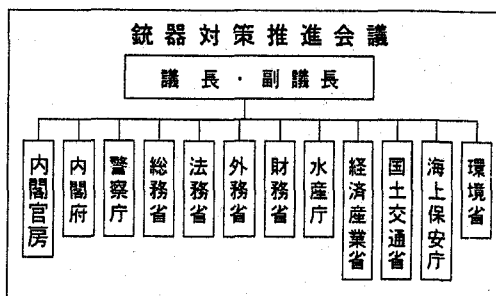 銃器対策推進会議
議長・副議長
内閣官房
内閣府
警察庁
総務省
法務省
外務省
財務省
水産庁
経済産業省
国土交通省
海上保安庁
環境省